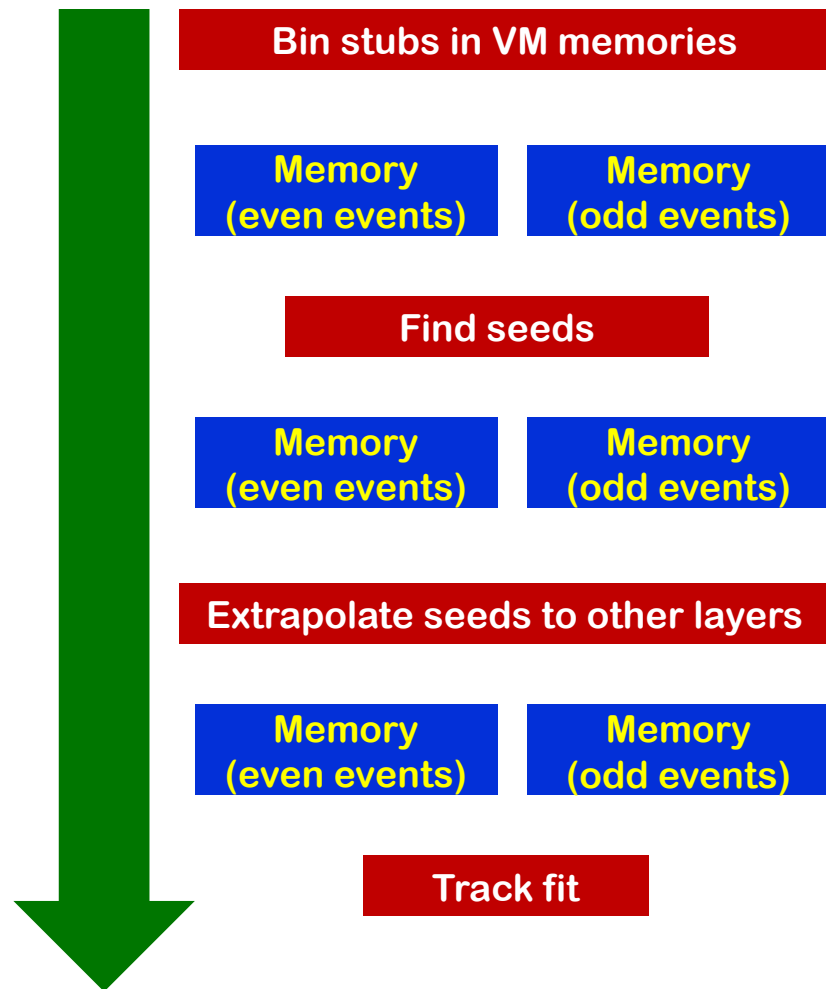 Bin stubs in VM memories
Memory
(even events)
Memory
(odd events)
Find seeds
Memory
(even events)
Memory
(odd events)
Extrapolate seeds to other layers
Memory
(even events)
Memory
(odd events)
Track fit